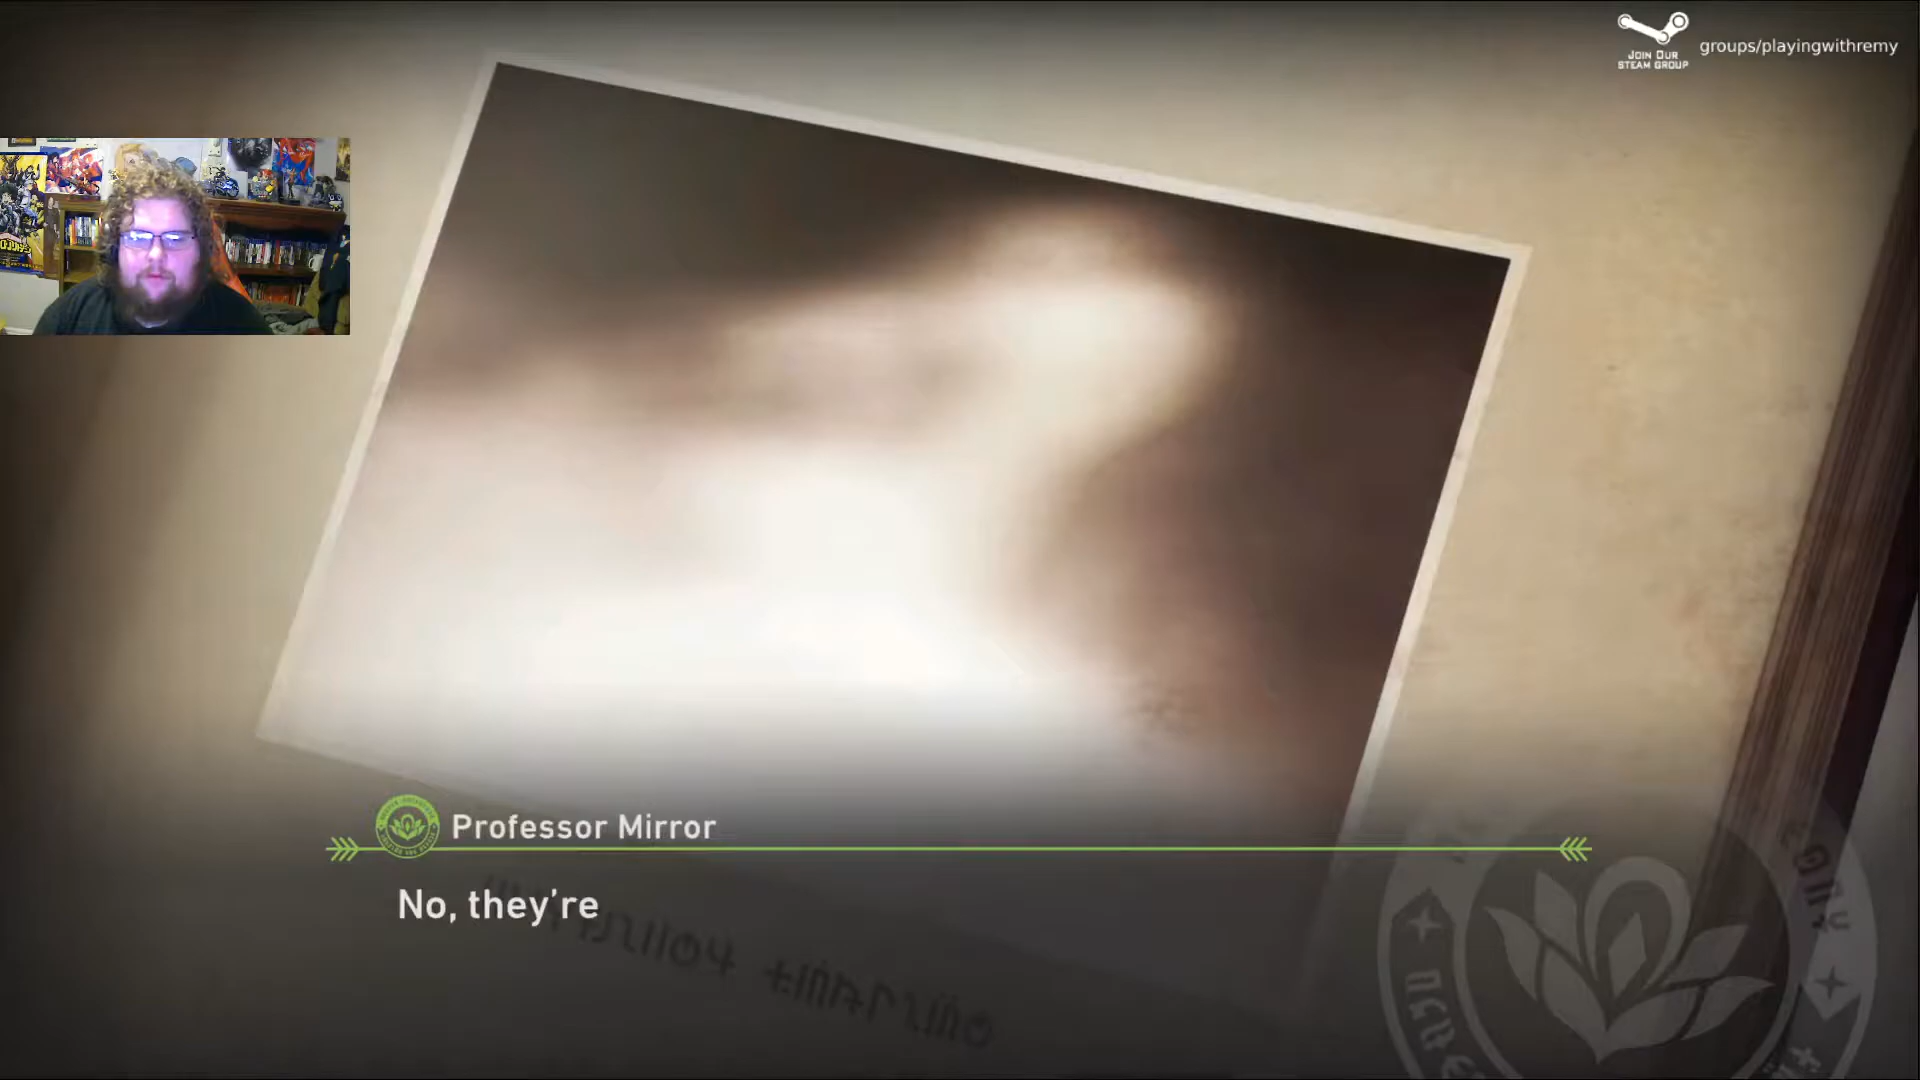 JOIN OUR
STEAM GROUP
groups/playingwithremy
Professor Mirror
No, they're